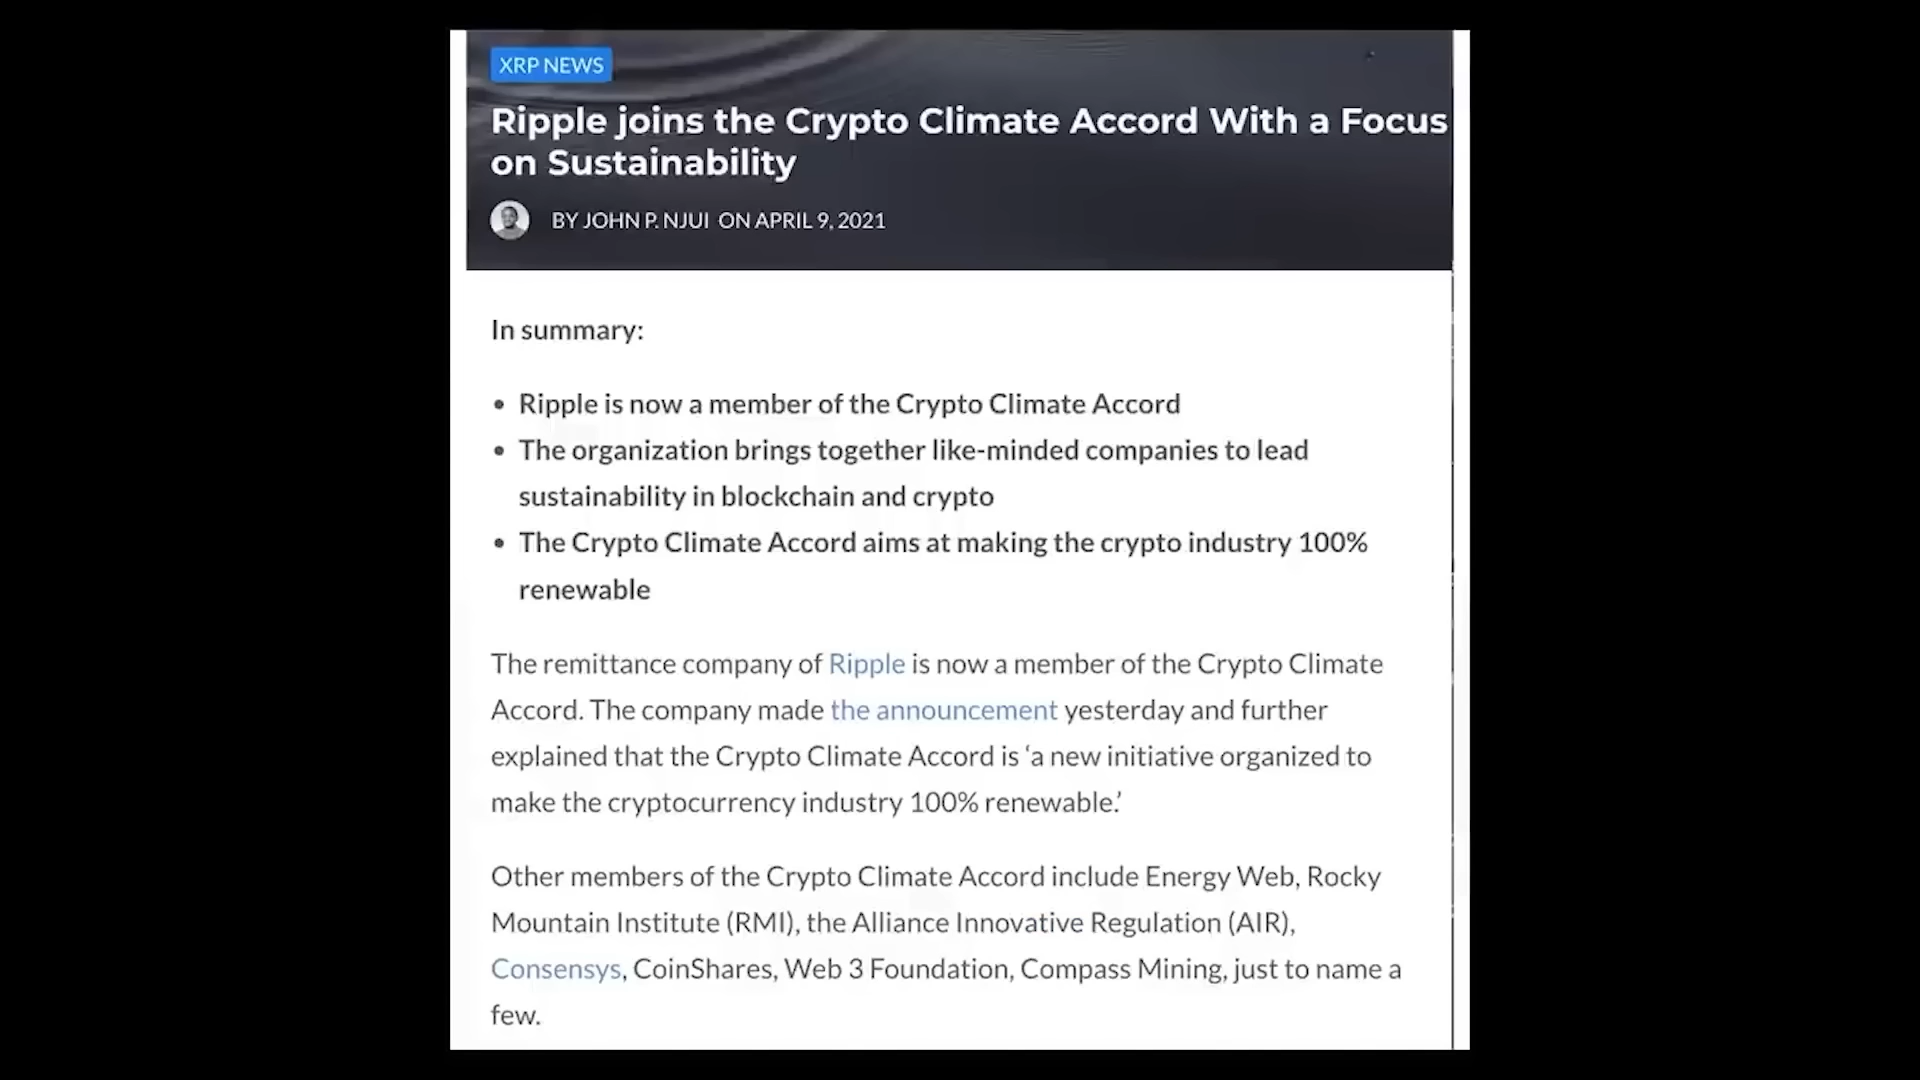 XRP NEWS
Ripple joins the Crypto Climate Accord With a Focus
on Sustainability
BY JOHN P. NJUI ON APRIL 9, 2021
In summary:
• Ripple is now a member of the Crypto Climate Accord
• The organization brings together like-minded companies to lead
sustainability in blockchain and crypto
• The Crypto Climate Accord aims at making the crypto industry 100%
renewable
The remittance company of Ripple is now a member of the Crypto Climate
Accord. The company made the announcement yesterday and further
explained that the Crypto Climate Accord is ‘a new initiative organized to
make the cryptocurrency industry 100% renewable.’
Other members of the Crypto Climate Accord include Energy Web, Rocky
Mountain Institute (RMI), the Alliance Innovative Regulation (AIR),
Consensys, CoinShares, Web 3 Foundation, Compass Mining, just to name a
few.